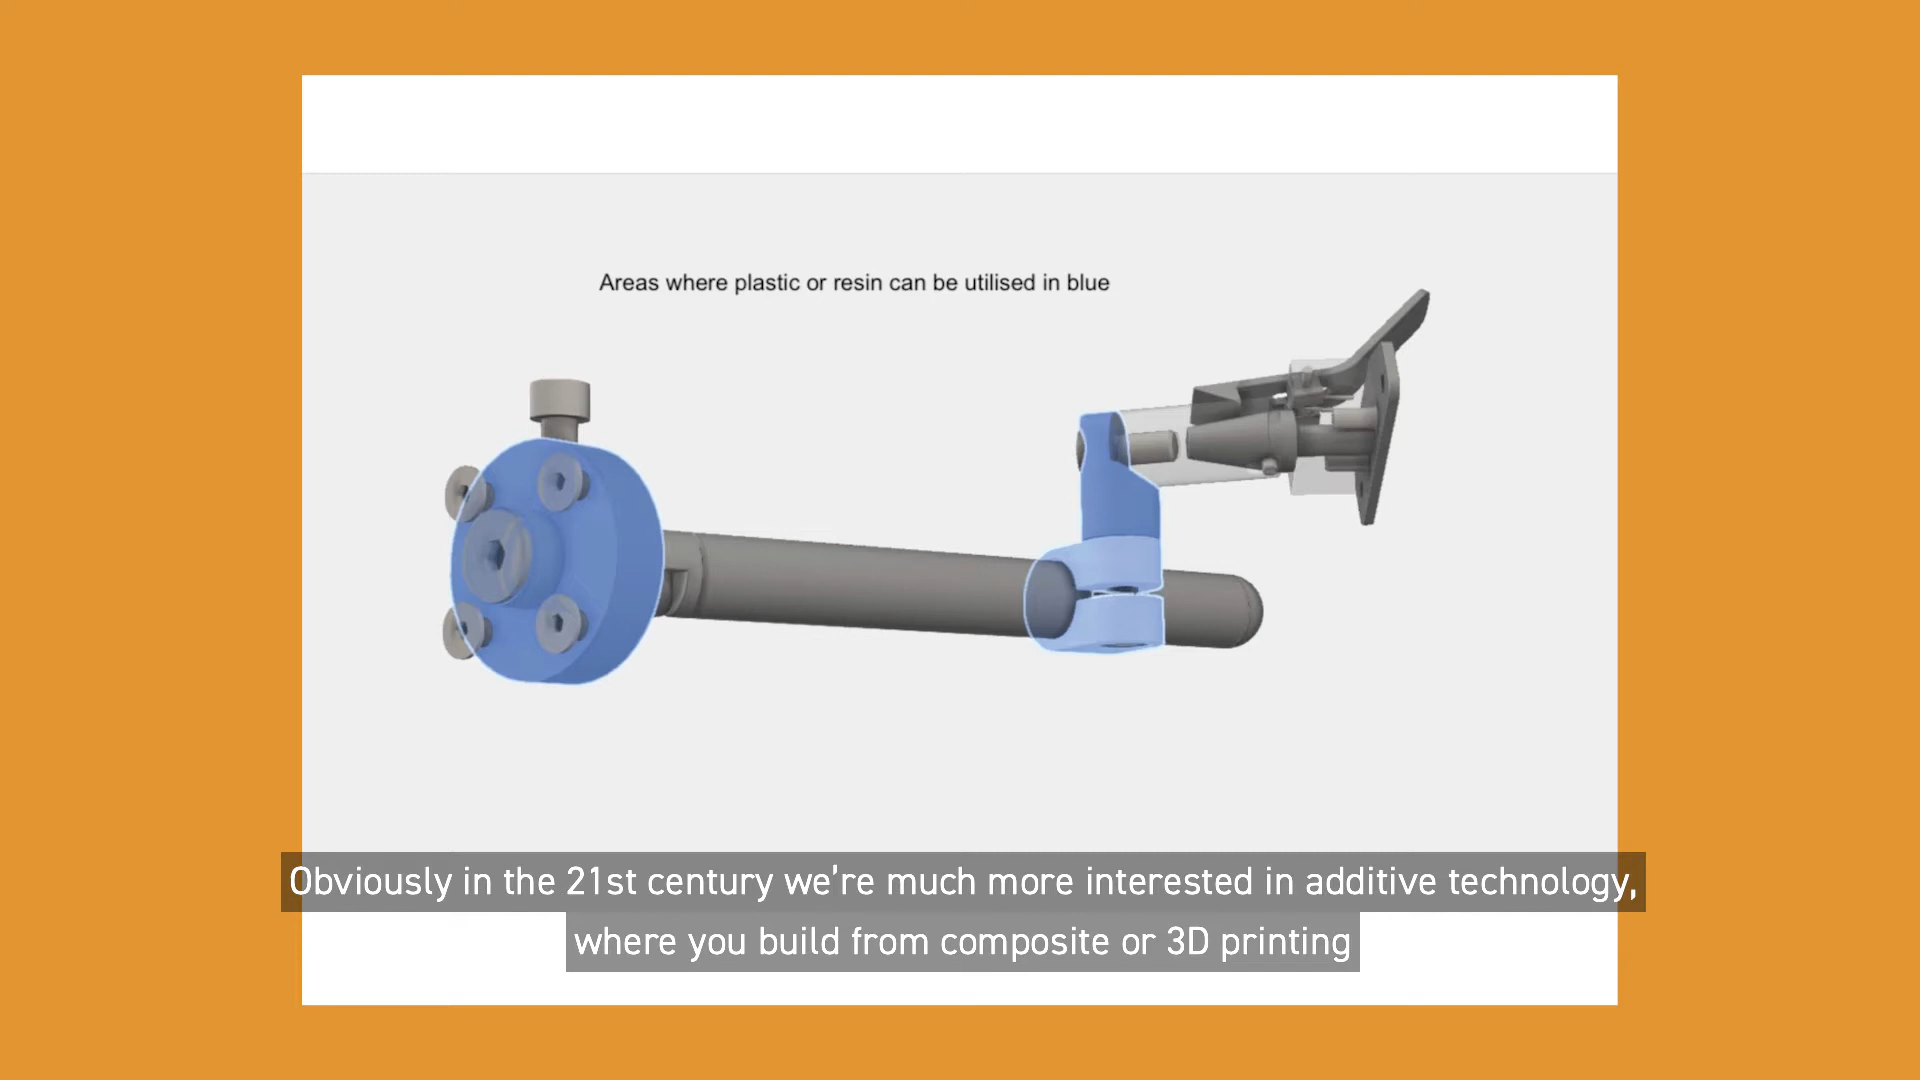 Areas where plastic or resin can be utilised in blue
Obviously in the 21st century we’re much more interested in additive technology,
where you build from composite or 3D printing